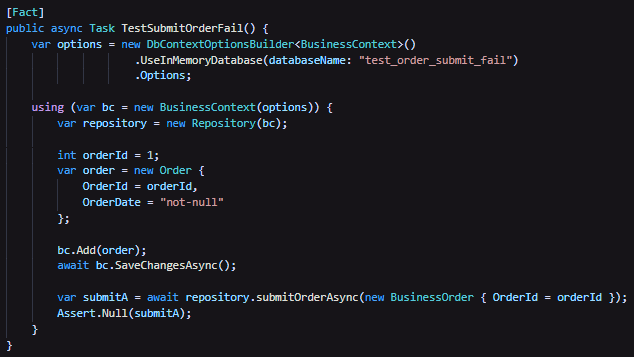 [Fact]
public async Task TestSubmitOrderFail() {
    var options = new DbContextOptionsBuilder<BusinessContext>()
                    .UseInMemoryDatabase(databaseName: "test_order_submit_fail")
                    .Options;

    using (var bc = new BusinessContext(options)) {
        var repository = new Repository(bc);

        int orderId = 1;
        var order = new Order {
            OrderId = orderId,
            OrderDate = "not-null"
        };

        bc.Add(order);
        await bc.SaveChangesAsync();

        var submitA = await repository.submitOrderAsync(new BusinessOrder { OrderId = orderId });
        Assert.Null(submitA);
    }
}